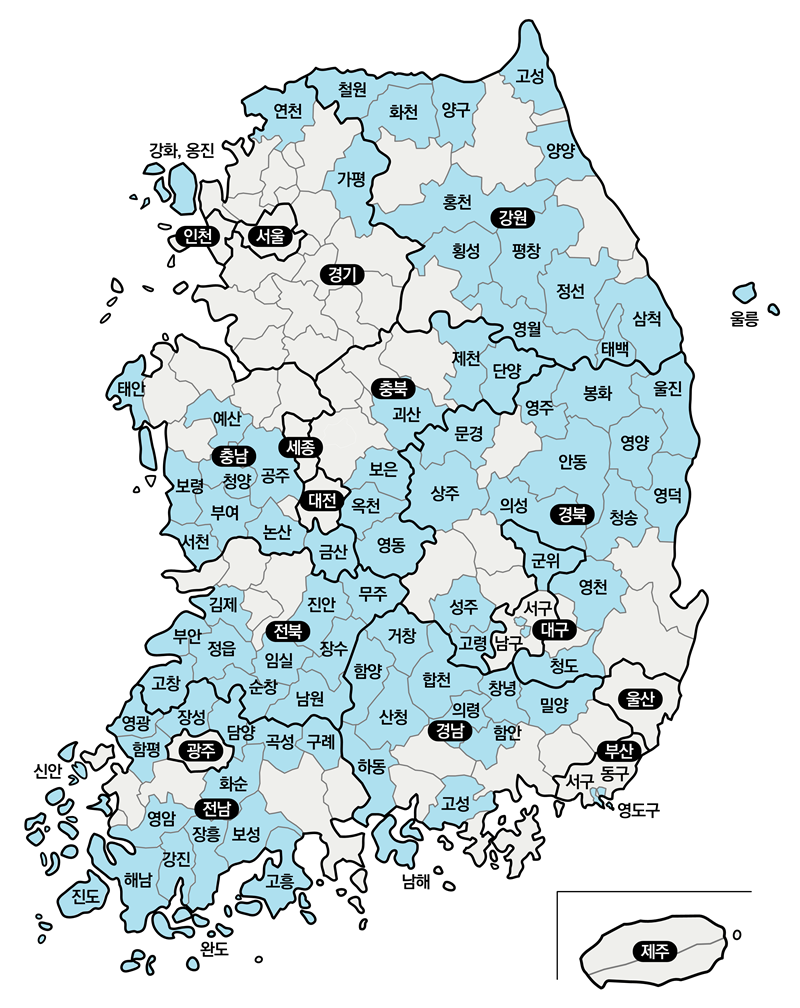 고성
철원
연천
화천
양구
강화, 옹진
양양
가평
홍천
강원
인천
서울
횡성
평창
경기
정선
울릉
삼척
영월
태백
제천
단양
태안
충북
봉화
울진
영주
괴산
예산
문경
영양
세종
충남
안동
보은
공주
청양
보령
상주
영덕
대전
옥천
의성
경북
청송
부여
논산
서천
영동
금산
군위
영천
무주
김제
진안
성주
서구
전북
대구
부안
거창
정읍
장수
고령
남구
임실
청도
함양
합천
고창
순창
창녕
남원
밀양
울산
의령
산청
영광
장성
담양
경남
함안
곡성
구례
함평
광주
부산
하동
신안
동구
서구
화순
고성
영도구
전남
영암
장흥
보성
강진
해남
고흥
남해
진도
완도
제주